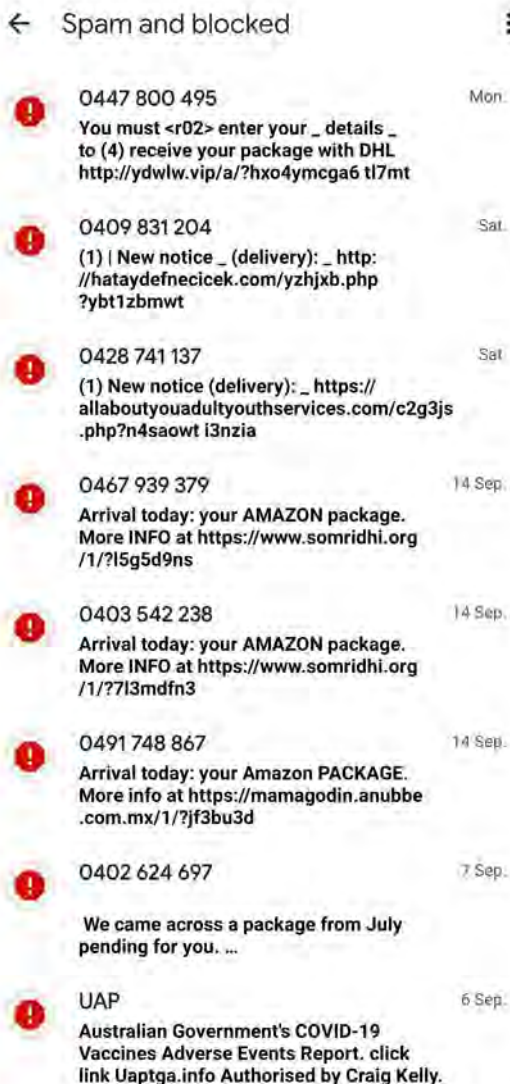 Spam and blocked
0447 800 495 Mon.
You must <r02> enter your _ details _
to (4) receive your package with DHL
http://ydwlw.vip/a/?hxo4ymcga6 tl7mt
0409 831 204 Sat.
(1) | New notice _ (delivery): _ http:
//hataydefnecicek.com/yzhjxb.php
?ybt1zbmwt
0428 741 137 Sat
(1) New notice (delivery): _ https://
allaboutyouadultyouthservices.com/c2g3js
.php?n4saowt i3nzia
0467 939 379 14 Sep.
Arrival today: your AMAZON package.
More INFO at https://www.somridhi.org
/1/?l5g5d9ns
0403 542 238 14 Sep.
Arrival today: your AMAZON package.
More INFO at https://www.somridhi.org
/1/?7l3mdfn3
0491 748 867 14 Sep.
Arrival today: your Amazon PACKAGE.
More info at https://mamagodin.anubbe
.com.mx/1/?jf3bu3d
0402 624 697 7 Sep.
We came across a package from July
pending for you. ...
UAP 6 Sep.
Australian Government's COVID-19
Vaccines Adverse Events Report. click
link Uaptga.info Authorised by Craig Kelly.